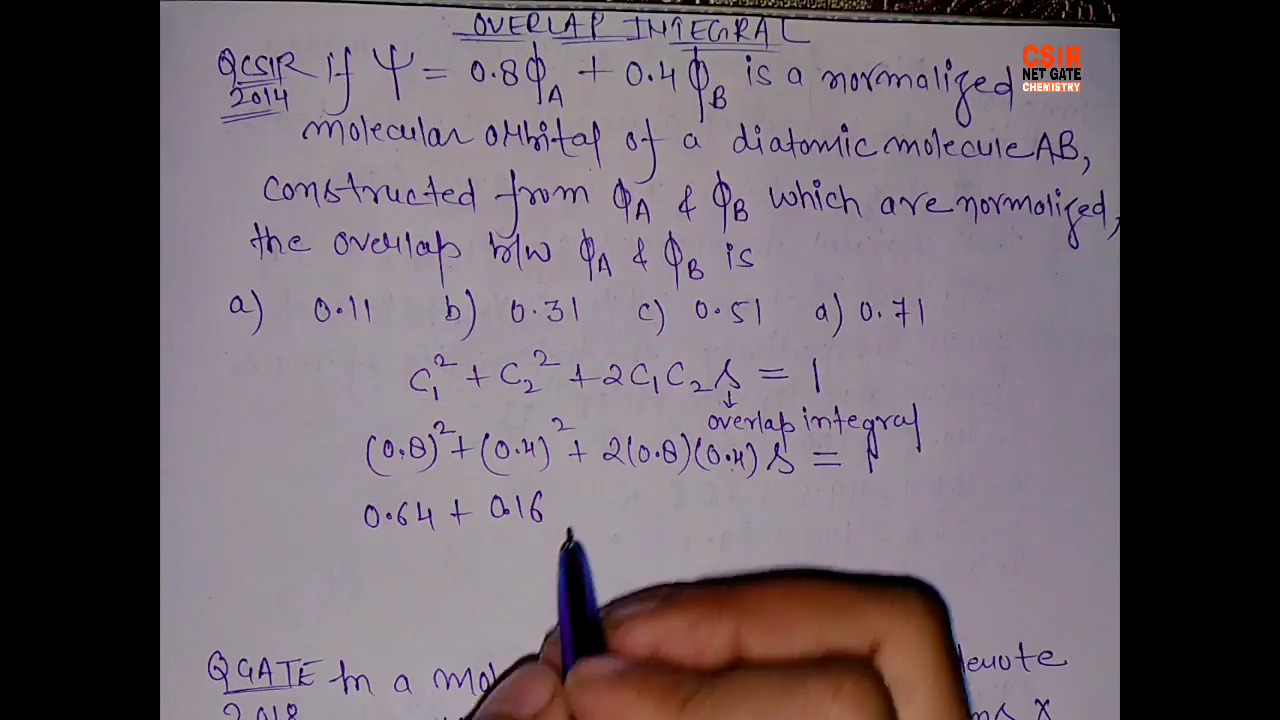 OVERLAP INTEGRAL
Q CSIR 2014 if Ψ = 0.8ϕA + 0.4ϕB is a normalized
CSIR
NET GATE
CHEMISTRY
molecular orbital of a diatomic molecule AB,
constructed from ϕA & ϕB which are normalized,
the overlap b/w ϕA & ϕB is
a) 0.11 b) 0.31 c) 0.51 a) 0.71
C₁² + C₂² + 2C₁C₂S = 1
↓
overlap integral
(0.8)² + (0.4)² + 2(0.8)(0.4)S = 1
0.64 + 0.16
Q GATE In a denote
2018 x